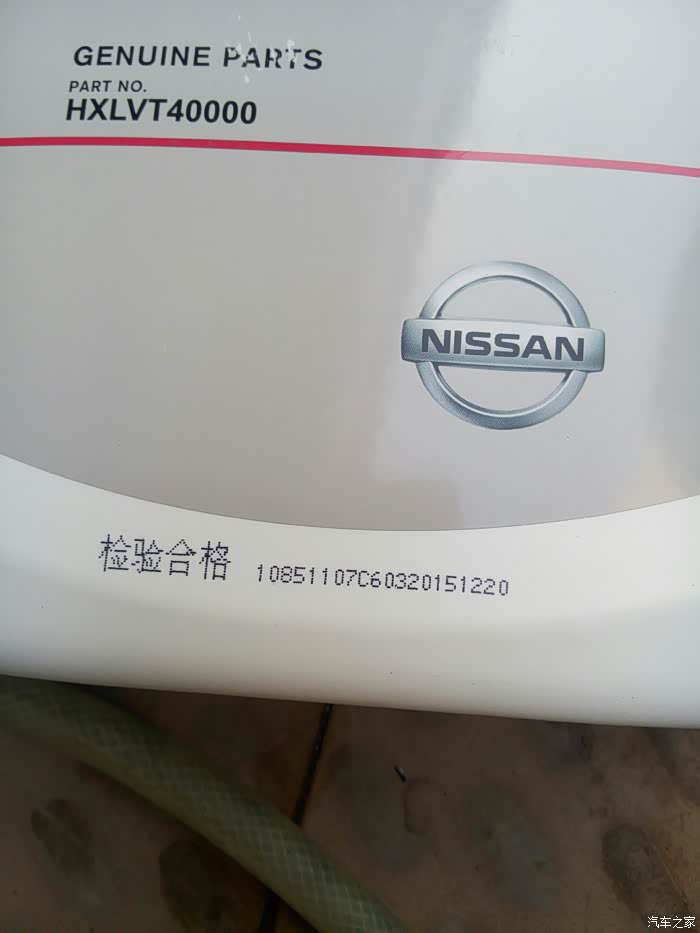 GENUINE PARTS
PART NO.
HXLVT40000
NISSAN
检验合格 10851107C60320151220
汽车之家